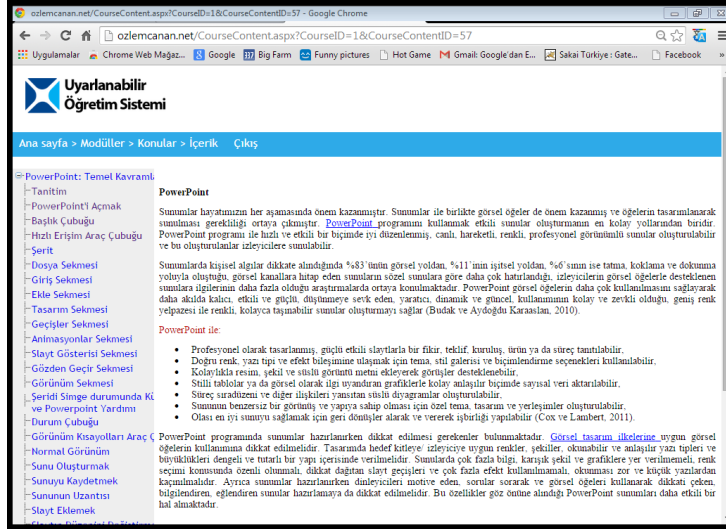 ozlemcanan.net/CourseContent.aspx?CourseID=1&CourseContentID=57 - Google Chrome
ozlemcanan.net/CourseContent.aspx?CourseID=1&CourseContentID=57
Uygulamalar Chrome Web Mağaz... Google Big Farm Funny pictures Hot Game Gmail: Google'dan E... Sakai Türkiye : Gate... Facebook »
Uyarlanabilir
Öğretim Sistemi
Ana sayfa > Modüller > Konular > İçerik Çıkış
PowerPoint: Temel Kavraml
Tanitim
PowerPoint'i Açmak
Başlık Çubuğu
Hızlı Erişim Araç Çubuğu
Şerit
Dosya Sekmesi
Giriş Sekmesi
Ekle Sekmesi
Tasarım Sekmesi
Geçişler Sekmesi
Animasyonlar Sekmesi
Slayt Gösterisi Sekmesi
Gözden Geçir Sekmesi
Görünüm Sekmesi
Şeridi Simge durumunda Kü
ve Powerpoint Yardımı
Durum Çubuğu
Görünüm Kısayolları Araç Ç
Normal Görünüm
Sunu Oluşturmak
Sunuyu Kaydetmek
Sununun Uzantısı
Slayt Eklemek
PowerPoint
Sunumlar hayatımızın her aşamasında önem kazanmıştır. Sunumlar ile birlikte görsel öğeler de önem kazanmış ve öğelerin tasarımlanarak
sunulması gerekliliği ortaya çıkmıştır. PowerPoint programını kullanmak etkili sunular oluşturmanın en kolay yollarından biridir.
PowerPoint programı ile hızlı ve etkili bir biçimde iyi düzenlenmiş, canlı, hareketli, renkli, profesyonel görünümlü sunular oluşturulabilir
ve bu oluşturulanlar izleyicilere sunulabilir.
Sunumlarda kişisel algılar dikkate alındığında %83`ünün görsel yoldan, %11`inin işitsel yoldan, %6`sının ise tatma, koklama ve dokunma
yoluyla oluştuğu, görsel kanallara hitap eden sunuların sözel sunulara göre daha çok hatırlandığı, izleyicilerin görsel öğelerle desteklenen
sunulara ilgilerinin daha fazla olduğu araştırmalarda ortaya konulmaktadır. PowerPoint görsel öğelerin daha çok kullanılmasını sağlayarak
daha akılda kalıcı, etkili ve güçlü, düşünmeye sevk eden, yaratıcı, dinamik ve güncel, kullanımının kolay ve zevkli olduğu, geniş renk
yelpazesi ile renkli, kolayca taşınabilir sunular oluşturmayı sağlar (Budak ve Aydoğdu Karaaslan, 2010).
PowerPoint ile:
• Profesyonel olarak tasarlanmış, güçlü etkili slaytlarla bir fikir, teklif, kuruluş, ürün ya da süreç tanıtılabilir,
• Doğru renk, yazı tipi ve efekt bileşimine ulaşmak için tema, stil galerisi ve biçimlendirme seçenekleri kullanılabilir,
• Kolaylıkla resim, şekil ve süslü görüntü metni ekleyerek görüşler desteklenebilir,
• Stilli tablolar ya da görsel olarak ilgi uyandıran grafiklerle kolay anlaşılır biçimde sayısal veri aktarılabilir,
• Süreç sıradüzeni ve diğer ilişkileri yansıtan süslü diyagramlar oluşturulabilir,
• Sununun benzersiz bir görünüş ve yapıya sahip olması için özel tema, tasarım ve yerleşimler oluşturulabilir,
• Olası en iyi sunuyu sağlamak için geri dönüşler alarak ve vererek işbirliği yapılabilir (Cox ve Lambert, 2011).
PowerPoint programında sunumlar hazırlanırken dikkat edilmesi gerekenler bulunmaktadır. Görsel tasarım ilkelerine uygun görsel
öğelerin kullanımına dikkat edilmelidir. Tasarımda hedef kitleye/ izleyiciye uygun renkler, şekiller, okunabilir ve anlaşılır yazı tipleri ve
büyüklükleri dengeli ve tutarlı bir yapı içerisinde verilmelidir. Sunularda çok fazla bilgi, karışık şekil ve grafiklere yer verilmemeli, renk
seçimi konusunda özenli olunmalı, dikkat dağıtan slayt geçişleri ve çok fazla efekt kullanılmamalı, okunması zor ve küçük yazılardan
kaçınılmalıdır. Ayrıca sunumlar hazırlanırken dinleyicileri motive eden, sorular sorarak ve görsel öğeleri kullanarak dikkati çeken,
bilgilendiren, eğlendiren sunular hazırlamaya da dikkat edilmelidir. Bu özellikler göz önüne alındığı PowerPoint sunumları daha etkili bir
hal almaktadır.